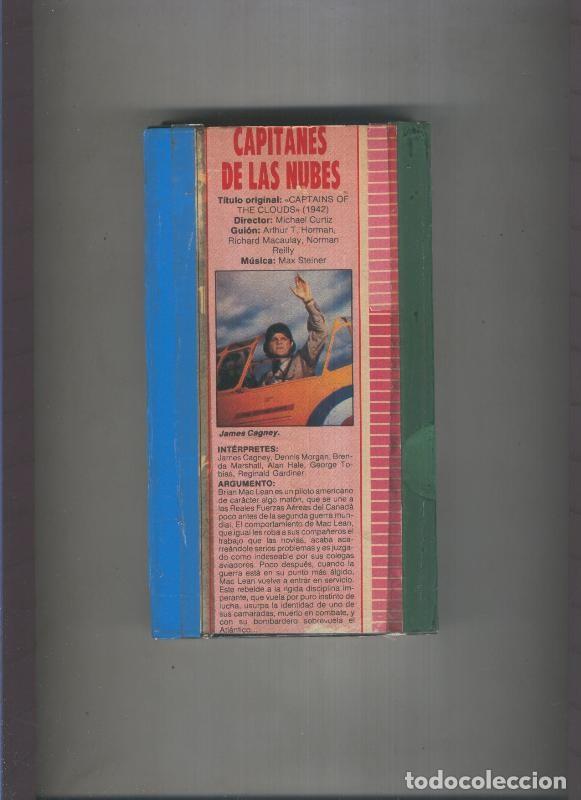 CAPITANES
DE LAS NUBES
Título original: «CAPTAINS OF
THE CLOUDS» (1942)
Director: Michael Curtiz
Guión: Arthur T. Horman,
Richard Macaulay, Norman
Reilly
Música: Max Steiner
James Cagney.
INTÉRPRETES:
James Cagney, Dennis Morgan, Bren-
da Marshall, Alan Hale, George To-
bias, Reginald Gardiner
ARGUMENTO:
Brian Mac Lean es un piloto americano
de carácter algo matón, que se une a
las Reales Fuerzas Aéreas del Canadá
poco antes de la segunda guerra mun-
dial. El comportamiento de Mac Lean,
que igual les roba a sus compañeros el
trabajo que las novias, acaba aca-
rreándole serios problemas y es juzga-
do como indeseable por sus colegas
aviadores. Poco después, cuando la
guerra está en su punto más álgido,
Mac Lean vuelve a entrar en servicio.
Este rebelde a la rígida disciplina im-
perante, que vuela por puro instinto de
lucha, usurpa la identidad de uno de
sus camaradas, muerto en combate, y
con su bombardero sobrevuela el
Atlántico...
todocoleccion.net